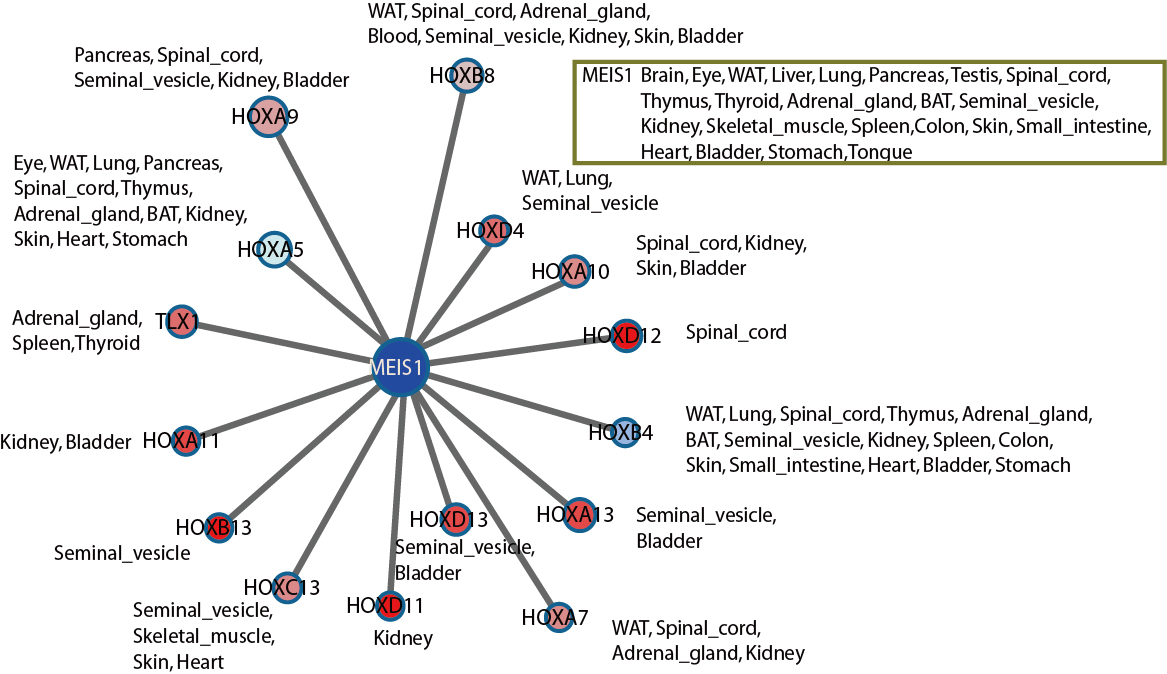 WAT, Spinal_cord, Adrenal_gland,
Blood, Seminal_vesicle, Kidney, Skin, Bladder
HOXB8
Pancreas, Spinal_cord,
Seminal_vesicle, Kidney, Bladder
HOXA9
MEIS1 Brain, Eye, WAT, Liver, Lung, Pancreas, Testis, Spinal_cord,
Thymus, Thyroid, Adrenal_gland, BAT, Seminal_vesicle,
Kidney, Skeletal_muscle, Spleen,Colon, Skin, Small_intestine,
Heart, Bladder, Stomach,Tongue
Eye, WAT, Lung, Pancreas,
Spinal_cord, Thymus,
Adrenal_gland, BAT, Kidney,
Skin, Heart, Stomach
HOXA5
WAT, Lung,
Seminal_vesicle
HOXD4
Spinal_cord, Kidney,
Skin, Bladder
HOXA10
Adrenal_gland,
Spleen,Thyroid
TLX1
HOXD12
Spinal_cord
MEIS1
Kidney, Bladder
HOXA11
HOXB4
WAT, Lung, Spinal_cord, Thymus, Adrenal_gland,
BAT, Seminal_vesicle, Kidney, Spleen, Colon,
Skin, Small_intestine, Heart, Bladder, Stomach
HOXB13
Seminal_vesicle
HOXD13
Seminal_vesicle,
Bladder
HOXA13
Seminal_vesicle,
Bladder
HOXC13
Seminal_vesicle,
Skeletal_muscle,
Skin, Heart
HOXD11
Kidney
HOXA7
WAT, Spinal_cord,
Adrenal_gland, Kidney